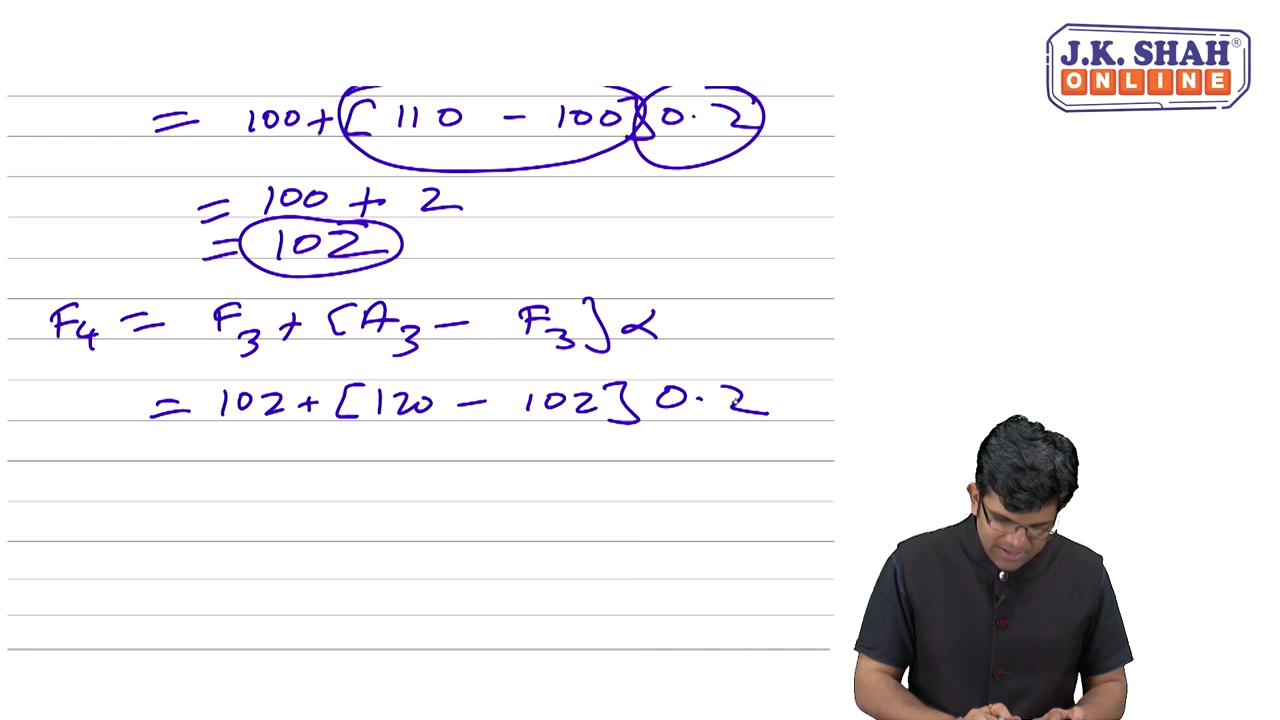 J.K. SHAH®
ONLINE
= 100 + [110 - 100] 0.2
= 100 + 2
= 102
F₄ = F₃ + [A₃ - F₃] α
= 102 + [120 - 102] 0.2